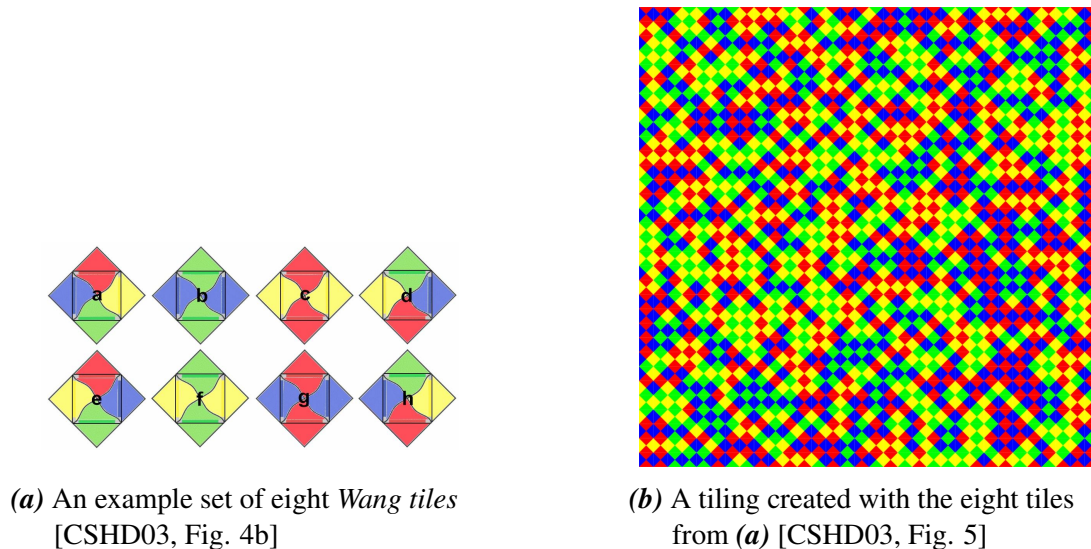 a b c d
e f g h
(a) An example set of eight Wang tiles
[CSHD03, Fig. 4b]
(b) A tiling created with the eight tiles
from (a) [CSHD03, Fig. 5]